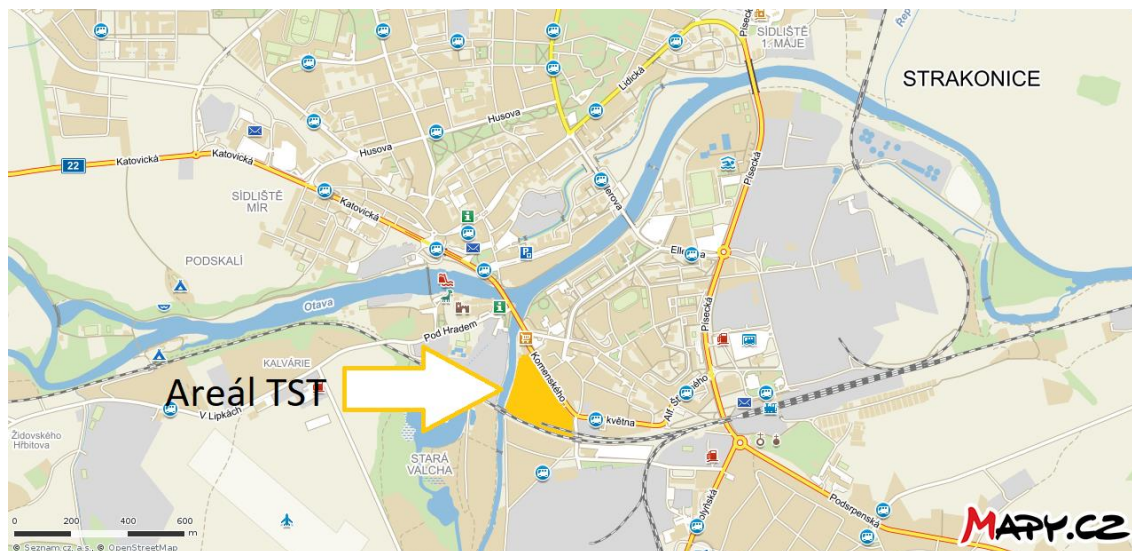 SÍDLIŠTĚ
1. MÁJE
Řep
Písecká
Lidická
STRAKONICE
Husova
Katovická
22
Katovická
Husova
Písecká
SÍDLIŠTĚ
MÍR
Katovická
PODSKALÍ
Otava
Pod Hradem
Písecká
KALVÁRIE
Komenského
Areál TST
V Lipkách
května
Židovského
Hřbitova
STARÁ
VALCHA
Podsrpenská
0 200 400 600
m
© Seznam.cz, a.s., © OpenStreetMap
MAPY.CZ